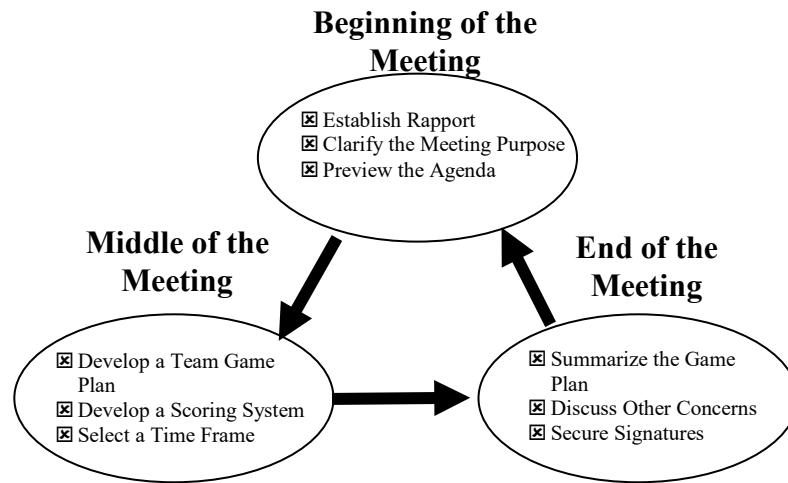 Beginning of the
Meeting
☒ Establish Rapport
☒ Clarify the Meeting Purpose
☒ Preview the Agenda
Middle of the
Meeting
☒ Develop a Team Game
Plan
☒ Develop a Scoring System
☒ Select a Time Frame
End of the
Meeting
☒ Summarize the Game
Plan
☒ Discuss Other Concerns
☒ Secure Signatures